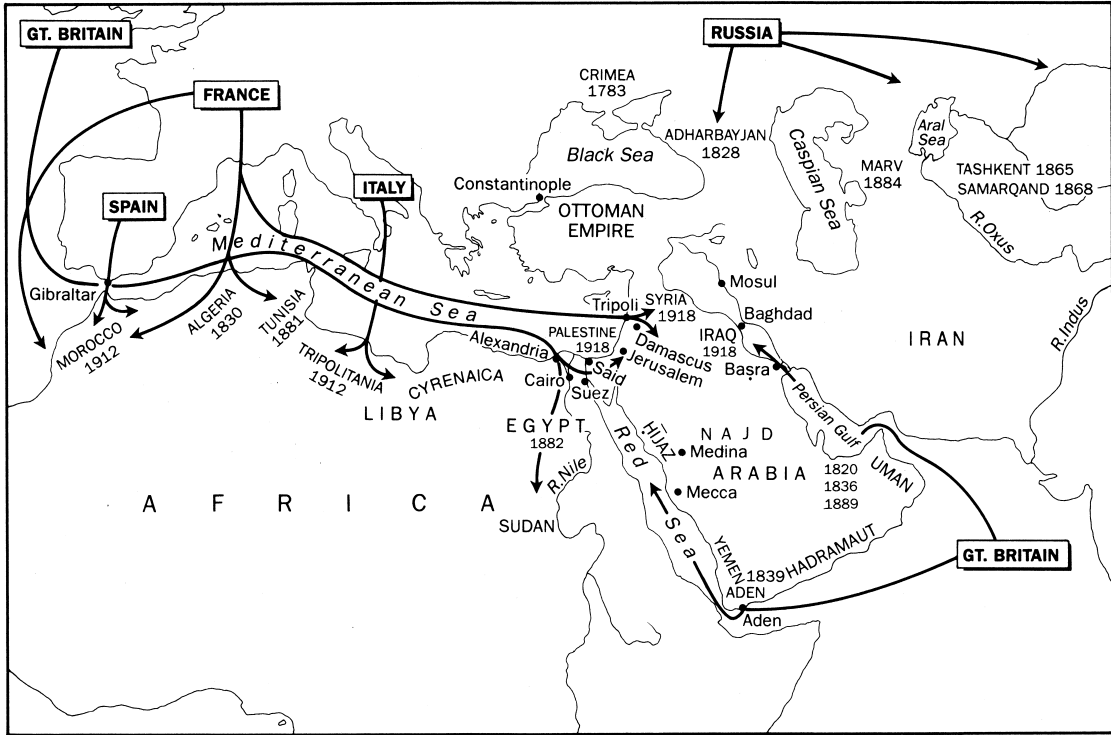 GT. BRITAIN
RUSSIA
FRANCE
CRIMEA
1783
Aral
Sea
ADHARBAYJAN
1828
Black Sea
Caspian Sea
MARV
1884
TASHKENT 1865
SAMARQAND 1868
ITALY
Constantinople
SPAIN
OTTOMAN
EMPIRE
R.Oxus
Mediterranean Sea
Mosul
Gibraltar
Tripoli
SYRIA
1918
Baghdad
R.Indus
ALGERIA
1830
TUNISIA
1881
MOROCCO
1912
PALESTINE
1918
IRAQ
1918
IRAN
Alexandria
Damascus
Jerusalem
TRIPOLITANIA
1912
CYRENAICA
Said
Cairo
Suez
Baṣra
Persian Gulf
LIBYA
EGYPT
1882
ḤIJĀZ
NAJD
Medina
ARABIA
UMAN
1820
1836
1889
R.Nile
Red Sea
Mecca
AFRICA
SUDAN
YEMEN
HADRAMAUT
GT. BRITAIN
1839
ADEN
Aden